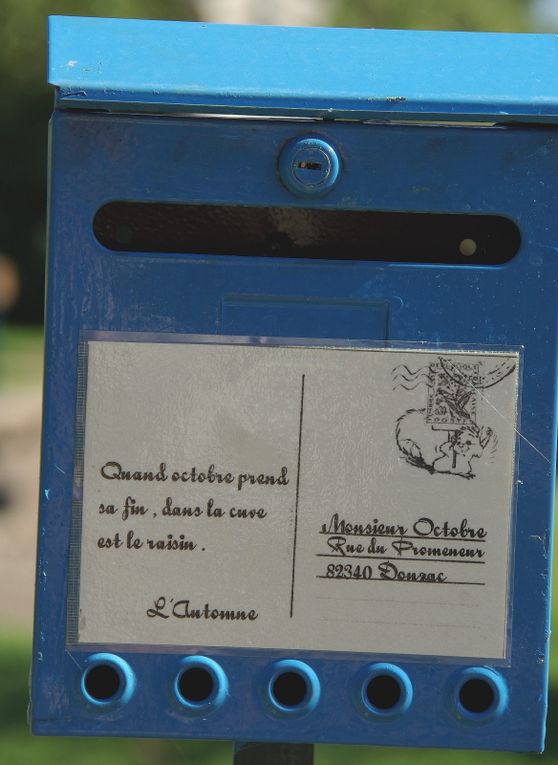 Quand octobre prend
sa fin , dans la cuve
est le raisin .
L'Automne
Monsieur Octobre
Rue du Promeneur
82340 Donzac